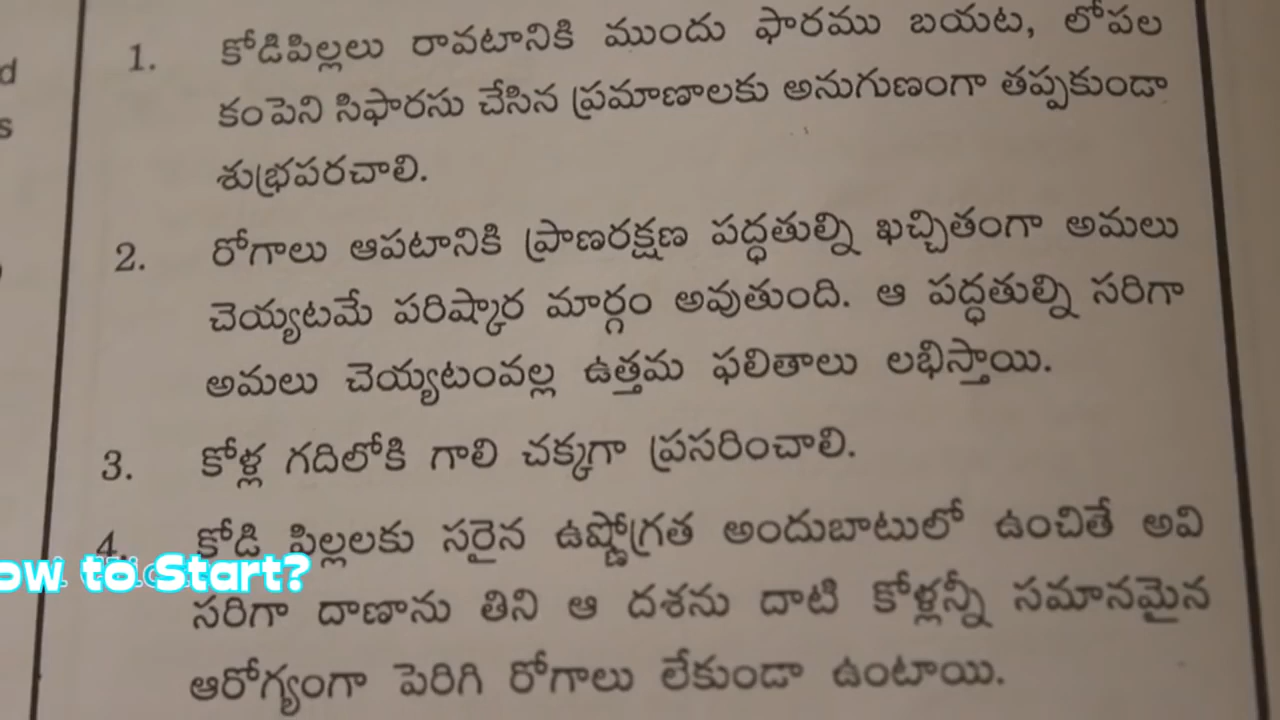 1. కోడిపిల్లలు రావటానికి ముందు ఫారము బయట, లోపల
కంపెని సిఫారసు చేసిన ప్రమాణాలకు అనుగుణంగా తప్పకుండా
శుభ్రపరచాలి.
2. రోగాలు ఆపటానికి ప్రాణరక్షణ పద్ధతుల్ని ఖచ్చితంగా అమలు
చెయ్యటమే పరిష్కార మార్గం అవుతుంది. ఆ పద్ధతుల్ని సరిగా
అమలు చెయ్యటంవల్ల ఉత్తమ ఫలితాలు లభిస్తాయి.
3. కోళ్ల గదిలోకి గాలి చక్కగా ప్రసరించాలి.
4. కోడి పిల్లలకు సరైన ఉష్ణోగ్రత అందుబాటులో ఉంచితే అవి
ow to Start?
సరిగా దాణాను తిని ఆ దశను దాటి కోళ్లన్నీ సమానమైన
ఆరోగ్యంగా పెరిగి రోగాలు లేకుండా ఉంటాయి.